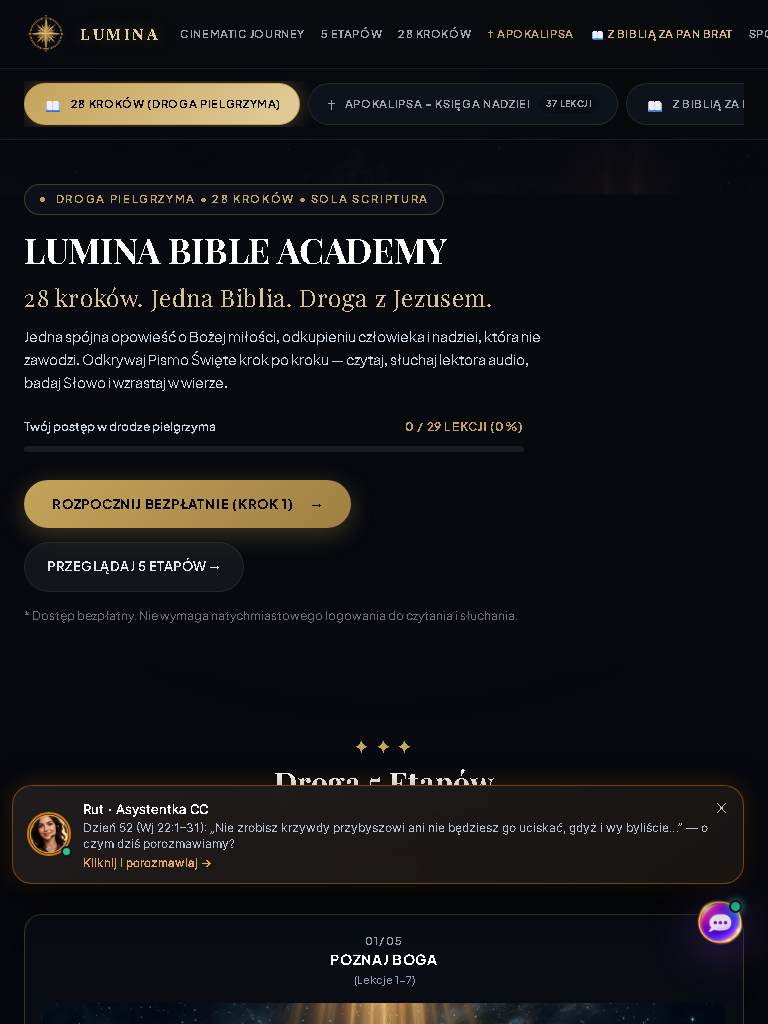 LUMINA
CINEMATIC JOURNEY
5 ETAPÓW
28 KROKÓW
† APOKALIPSA
Z BIBLIĄ ZA PAN BRAT
28 KROKÓW (DROGA PIELGRZYMA)
† APOKALIPSA – KSIĘGA NADZIEI 37 LEKCJI
Z BIBLIĄ ZA
• DROGA PIELGRZYMA • 28 KROKÓW • SOLA SCRIPTURA
LUMINA BIBLE ACADEMY
28 kroków. Jedna Biblia. Droga z Jezusem.
Jedna spójna opowieść o Bożej miłości, odkupieniu człowieka i nadziei, która nie
zawodzi. Odkrywaj Pismo Święte krok po kroku — czytaj, słuchaj lektora audio,
badaj Słowo i wzrastaj w wierze.
Twój postęp w drodze pielgrzyma
0 / 29 LEKCJI (0%)
ROZPOCZNIJ BEZPŁATNIE (KROK 1) →
PRZEGLĄDAJ 5 ETAPÓW →
* Dostęp bezpłatny. Nie wymaga natychmiastowego logowania do czytania i słuchania.
Droga 5 Etapów
Rut · Asystentka CC
Dzień 52 (Wj 22:1–31): „Nie zrobisz krzywdy przybyszowi ani nie będziesz go uciskać, gdyż i wy byliście..." — o
czym dziś porozmawiamy?
Kliknij i porozmawiaj →
01/05
POZNAJ BOGA
(Lekcje 1–7)